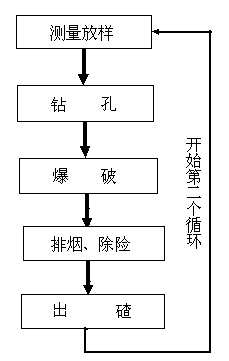 测量放样
钻 孔
爆 破
排烟、除险
出 碴
开始第二个循环